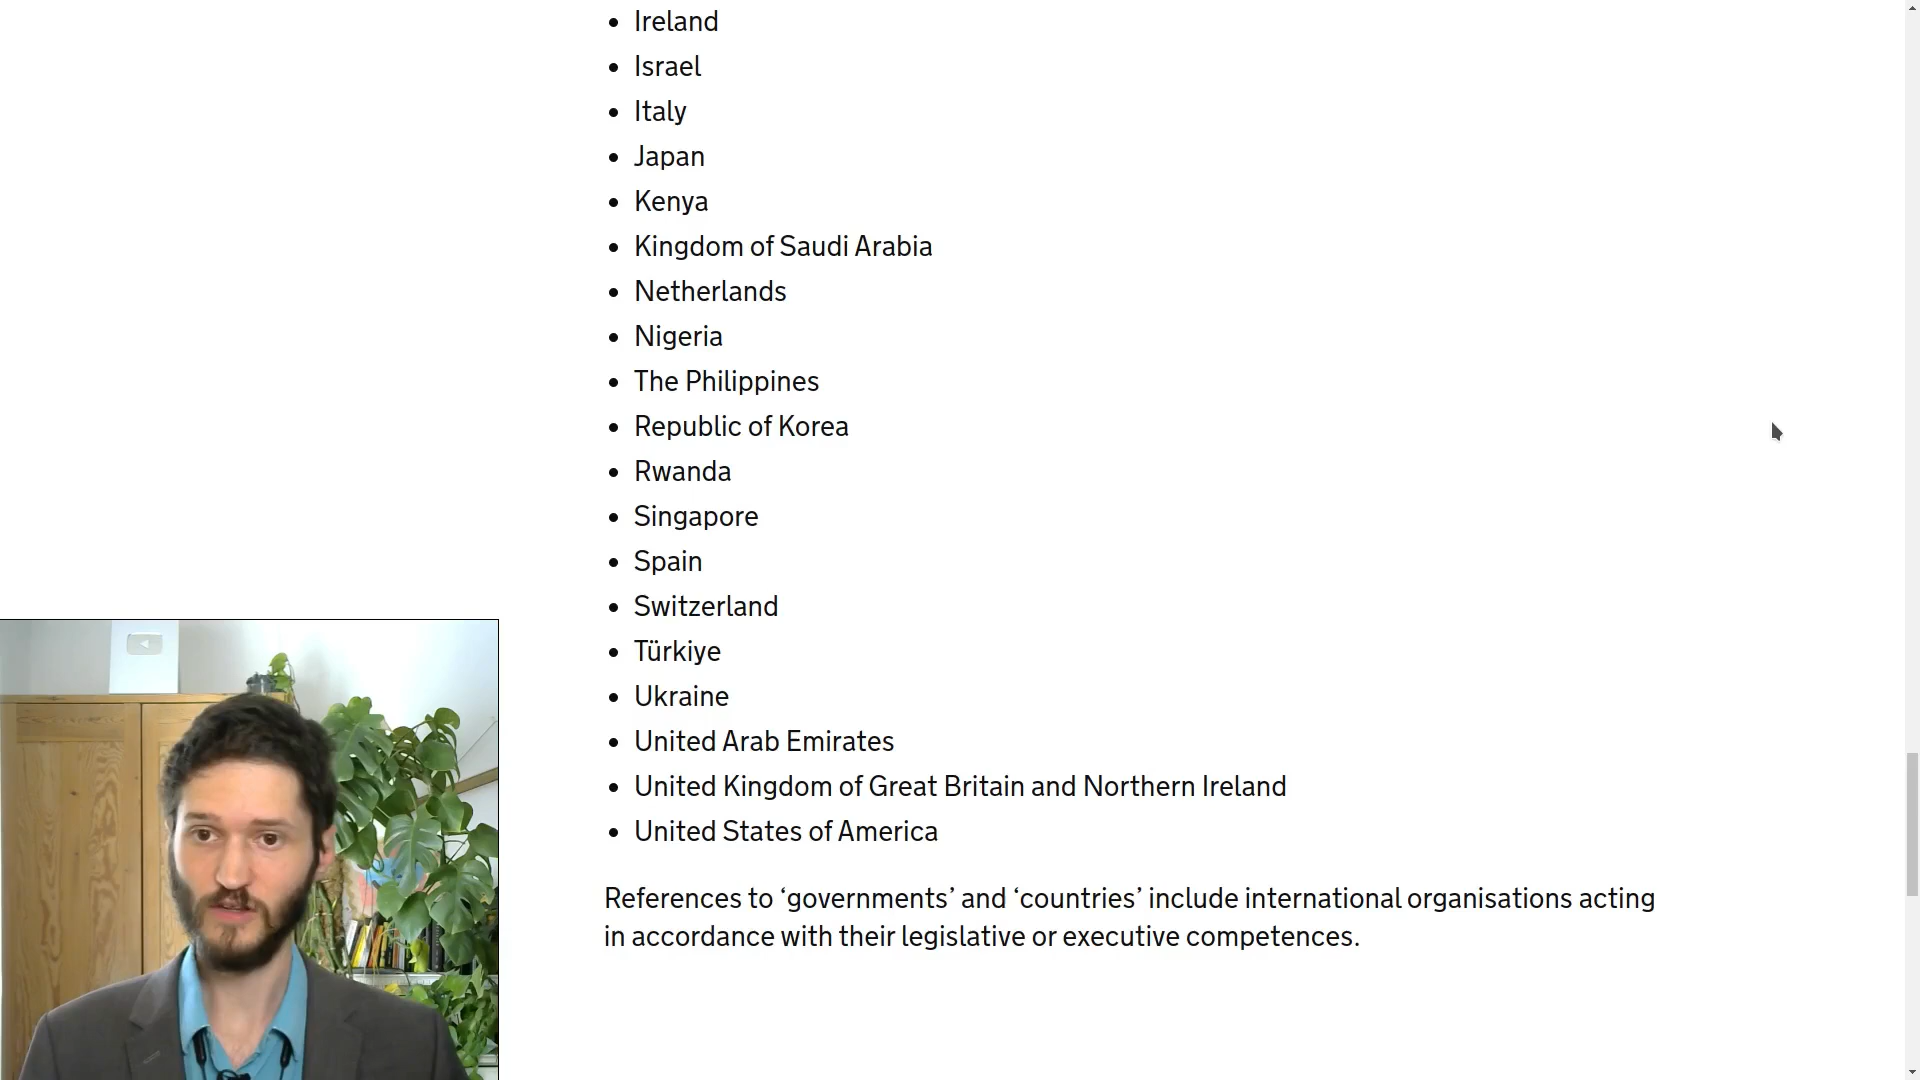 Ireland
Israel
Italy
Japan
Kenya
Kingdom of Saudi Arabia
Netherlands
Nigeria
The Philippines
Republic of Korea
Rwanda
Singapore
Spain
Switzerland
Türkiye
Ukraine
United Arab Emirates
United Kingdom of Great Britain and Northern Ireland
United States of America
References to ‘governments’ and ‘countries’ include international organisations acting
in accordance with their legislative or executive competences.